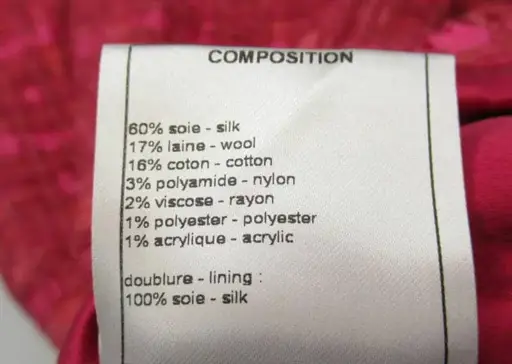 COMPOSITION
60% soie - silk
17% laine - wool
16% coton - cotton
3% polyamide - nylon
2% viscose - rayon
1% polyester - polyester
1% acrylique - acrylic
doublure - lining :
100% soie - silk